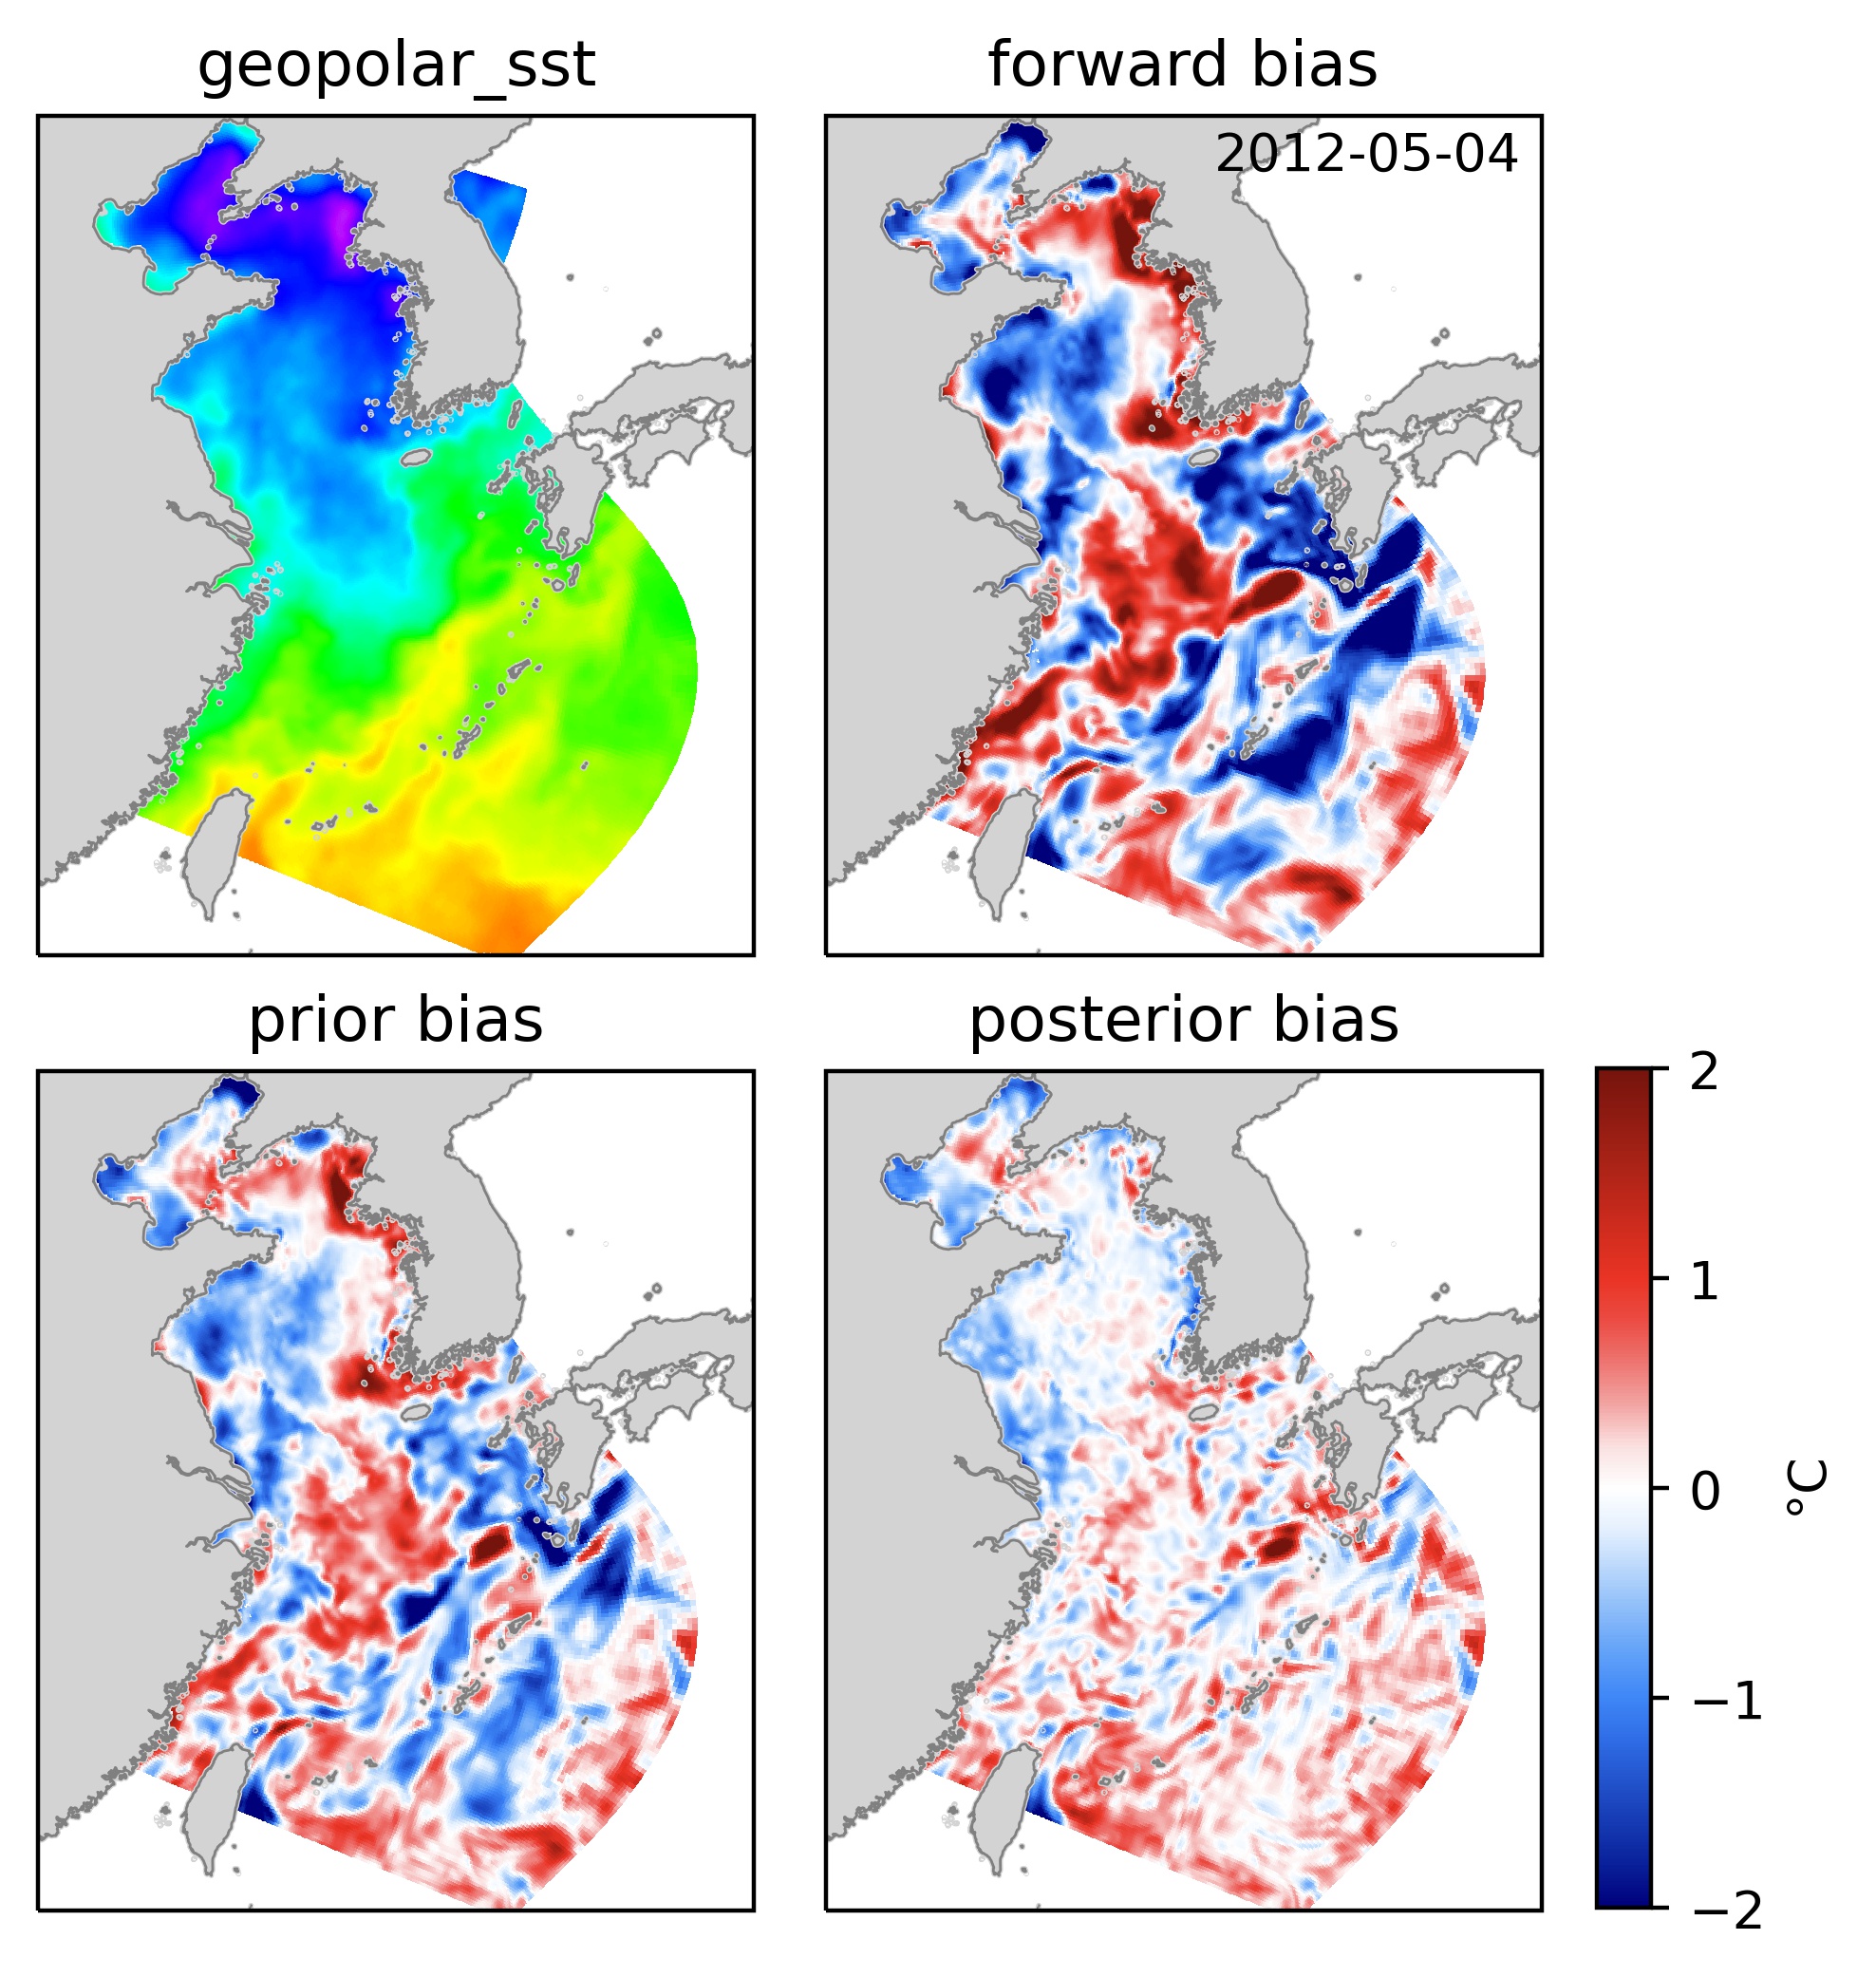 geopolar_sst
forward bias
2012-05-04
prior bias
posterior bias
2
1
0
−1
−2
°C